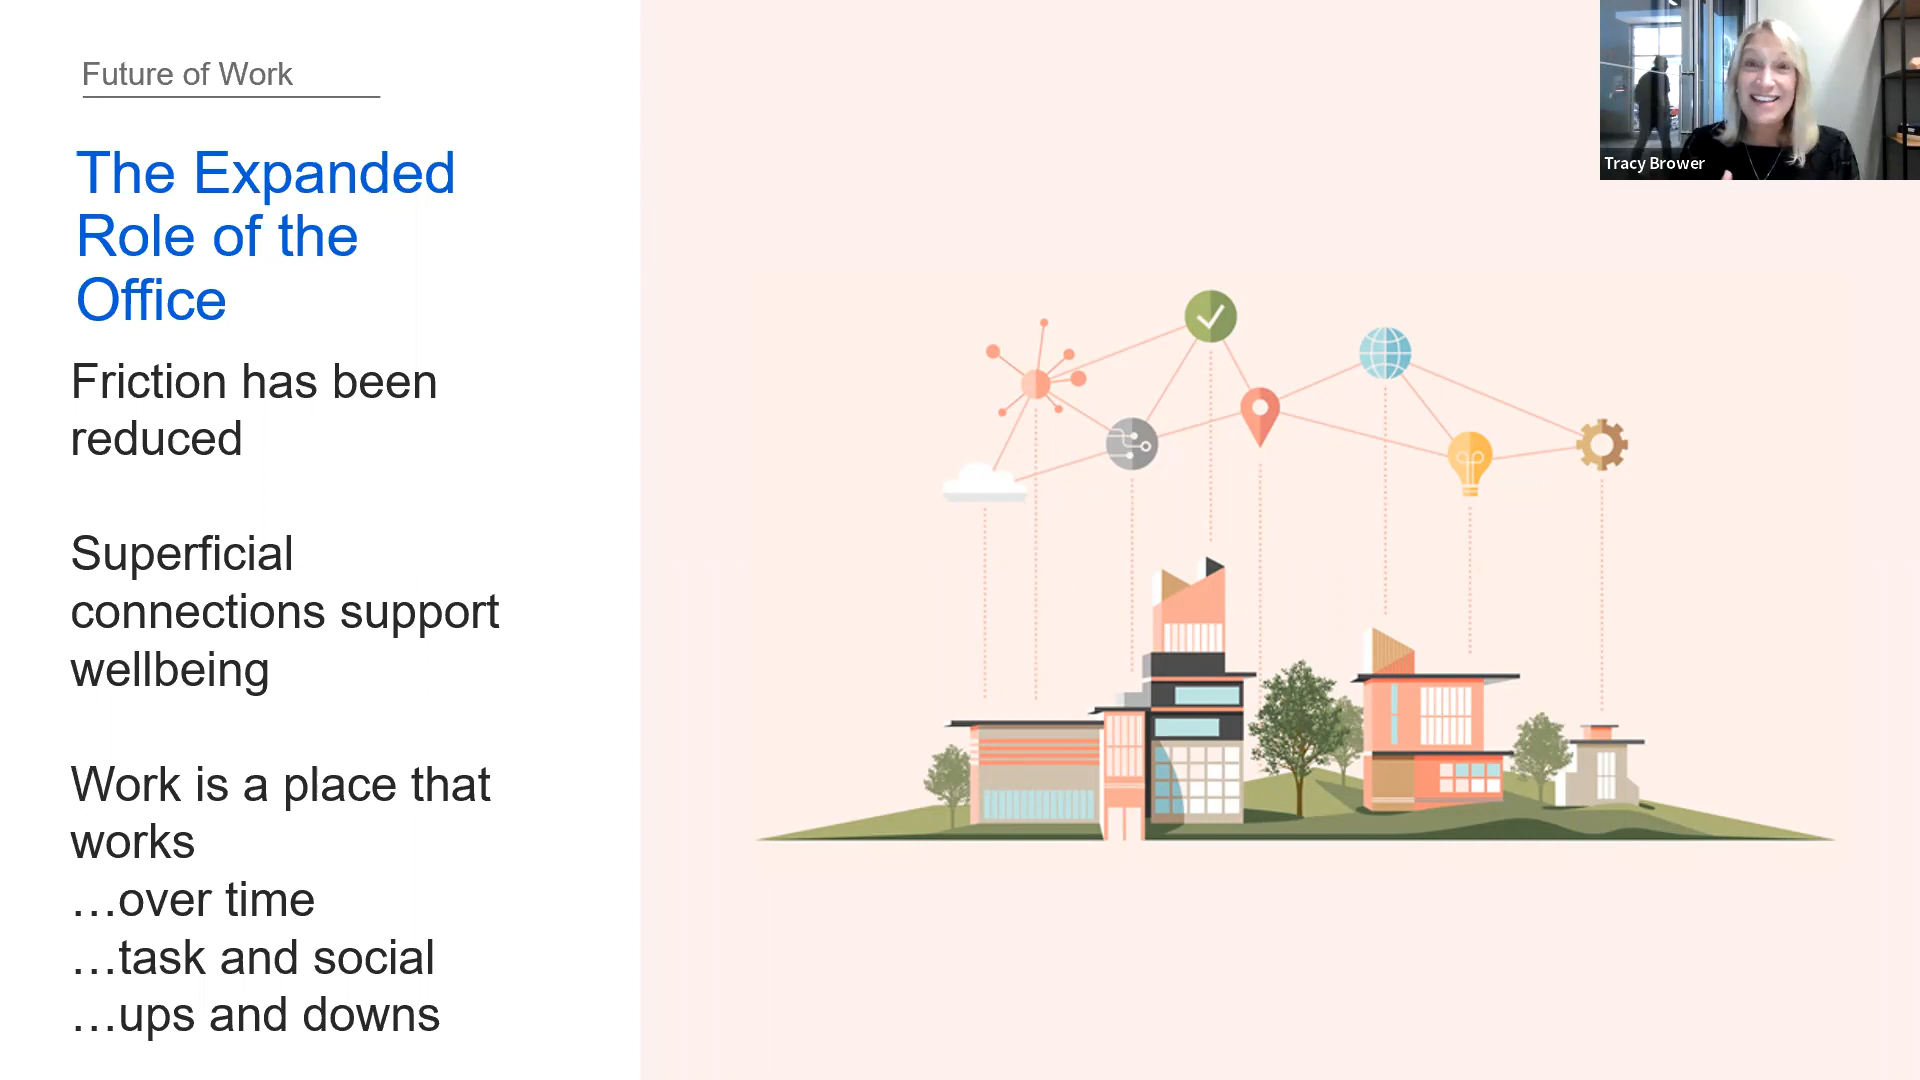 Future of Work
The Expanded
Role of the
Office
Friction has been
reduced
Superficial
connections support
wellbeing
Work is a place that
works
…over time
…task and social
…ups and downs
Tracy Brower